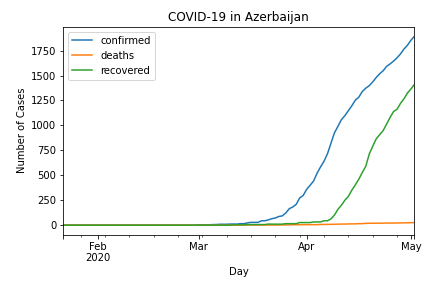 COVID-19 in Azerbaijan
confirmed
deaths
recovered
Number of Cases
1750
1500
1250
1000
750
500
250
0
Feb
2020
Mar
Apr
May
Day